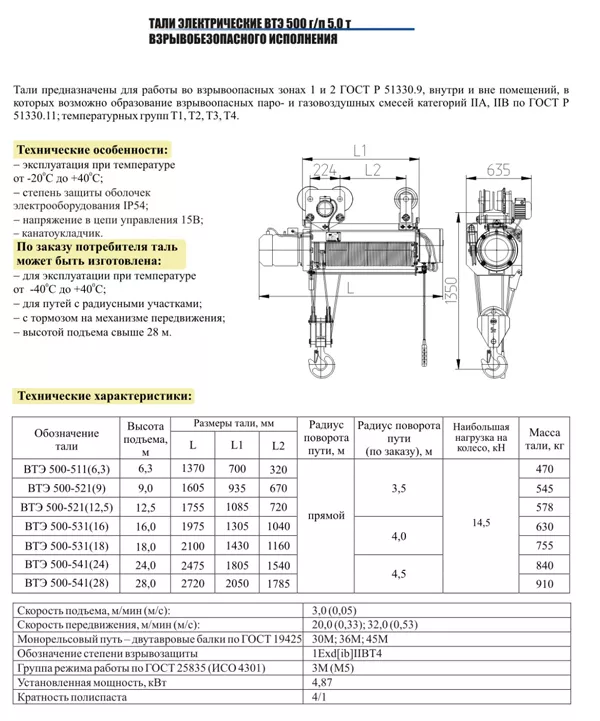 ТАЛИ ЭЛЕКТРИЧЕСКИЕ ВТЭ 500 г/п 5,0 т
ВЗРЫВОБЕЗОПАСНОГО ИСПОЛНЕНИЯ
Тали предназначены для работы во взрывоопасных зонах 1 и 2 ГОСТ Р 51330.9, внутри и вне помещений, в
которых возможно образование взрывоопасных паро- и газовоздушных смесей категорий IIA, IIB по ГОСТ Р
51330.11; температурных групп Т1, Т2, Т3, Т4.
Технические особенности:
– эксплуатация при температуре
от -20°С до +40°С;
– степень защиты оболочек
электрооборудования IP54;
– напряжение в цепи управления 15В;
– канатоукладчик.
По заказу потребителя таль
может быть изготовлена:
– для эксплуатации при температуре
от -40°С до +40°С;
– для путей с радиусными участками;
– с тормозом на механизме передвижения;
– высотой подъема свыше 28 м.
L1
224 L2
635
L
1350
Технические характеристики:
Обозначение тали Высота подъема, м Размеры тали, мм Радиус поворота пути, м Радиус поворота пути (по заказу), м Наибольшая нагрузка на колесо, кН Масса тали, кг
L L1 L2
ВТЭ 500-511(6,3) 6,3 1370 700 320 прямой 3,5 14,5 470
ВТЭ 500-521(9) 9,0 1605 935 670 545
ВТЭ 500-521(12,5) 12,5 1755 1085 720 578
ВТЭ 500-531(16) 16,0 1975 1305 1040 4,0 630
ВТЭ 500-531(18) 18,0 2100 1430 1160 755
ВТЭ 500-541(24) 24,0 2475 1805 1540 4,5 840
ВТЭ 500-541(28) 28,0 2720 2050 1785 910
Скорость подъема, м/мин (м/с): 3,0 (0,05)
Скорость передвижения, м/мин (м/с): 20,0 (0,33); 32,0 (0,53)
Монорельсовый путь – двутавровые балки по ГОСТ 19425 30М; 36М; 45М
Обозначение степени взрывозащиты 1Exd[ib]IIBT4
Группа режима работы по ГОСТ 25835 (ИСО 4301) 3М (М5)
Установленная мощность, кВт 4,87
Кратность полиспаста 4/1